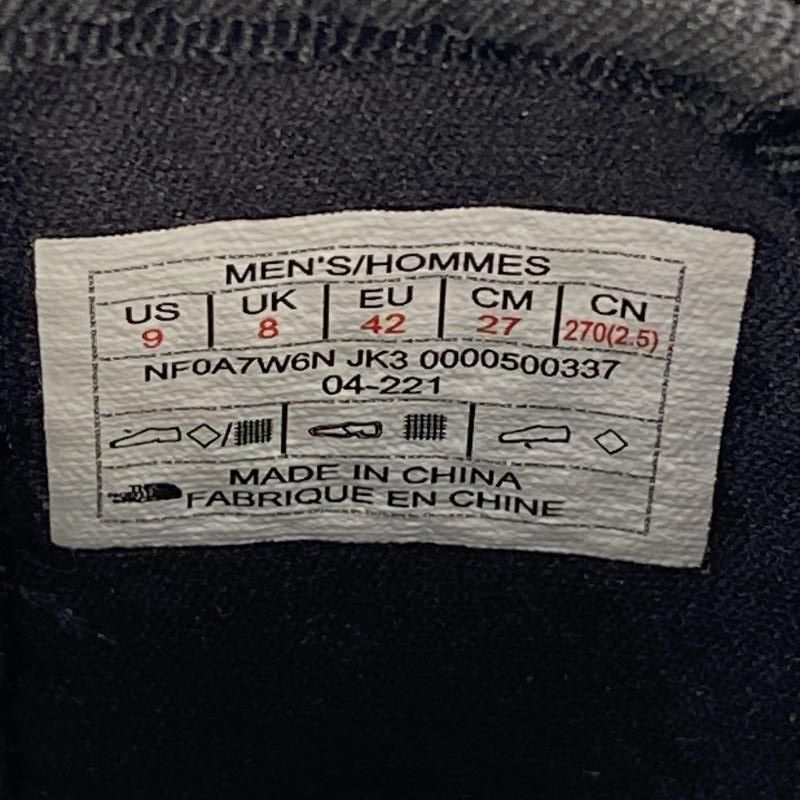 MEN'S/HOMMES
US UK EU CM CN
9 8 42 27 270(2.5)
NF0A7W6N JK3 0000500337
04-221
MADE IN CHINA
FABRIQUE EN CHINE